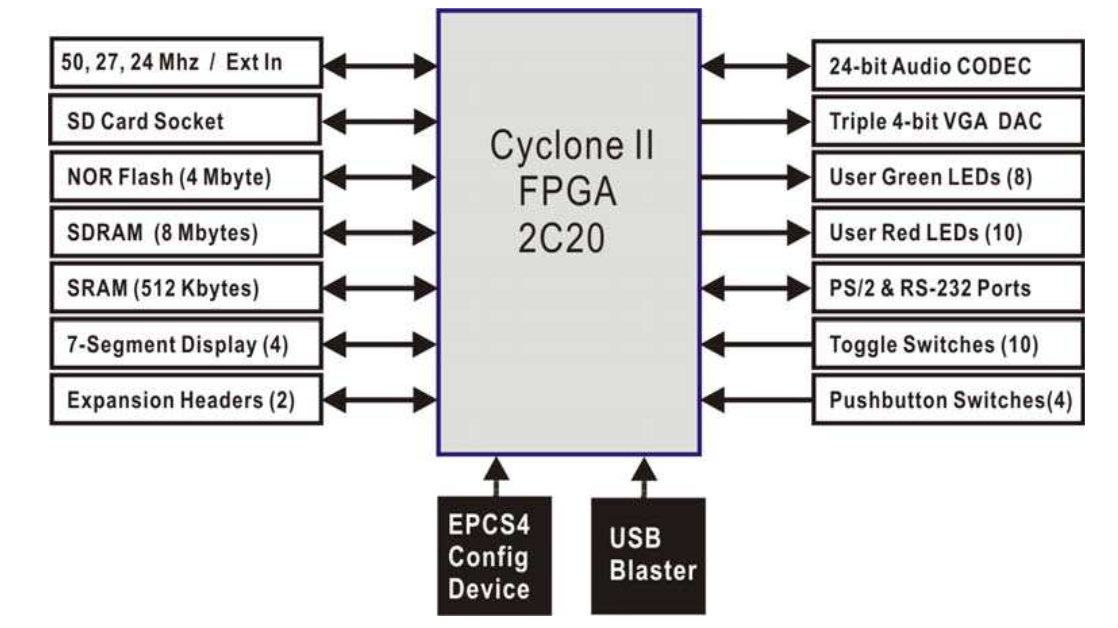 50, 27, 24 Mhz / Ext In
SD Card Socket
NOR Flash (4 Mbyte)
SDRAM (8 Mbytes)
SRAM (512 Kbytes)
7-Segment Display (4)
Expansion Headers (2)
Cyclone II
FPGA
2C20
24-bit Audio CODEC
Triple 4-bit VGA DAC
User Green LEDs (8)
User Red LEDs (10)
PS/2 & RS-232 Ports
Toggle Switches (10)
Pushbutton Switches(4)
EPCS4
Config
Device
USB
Blaster